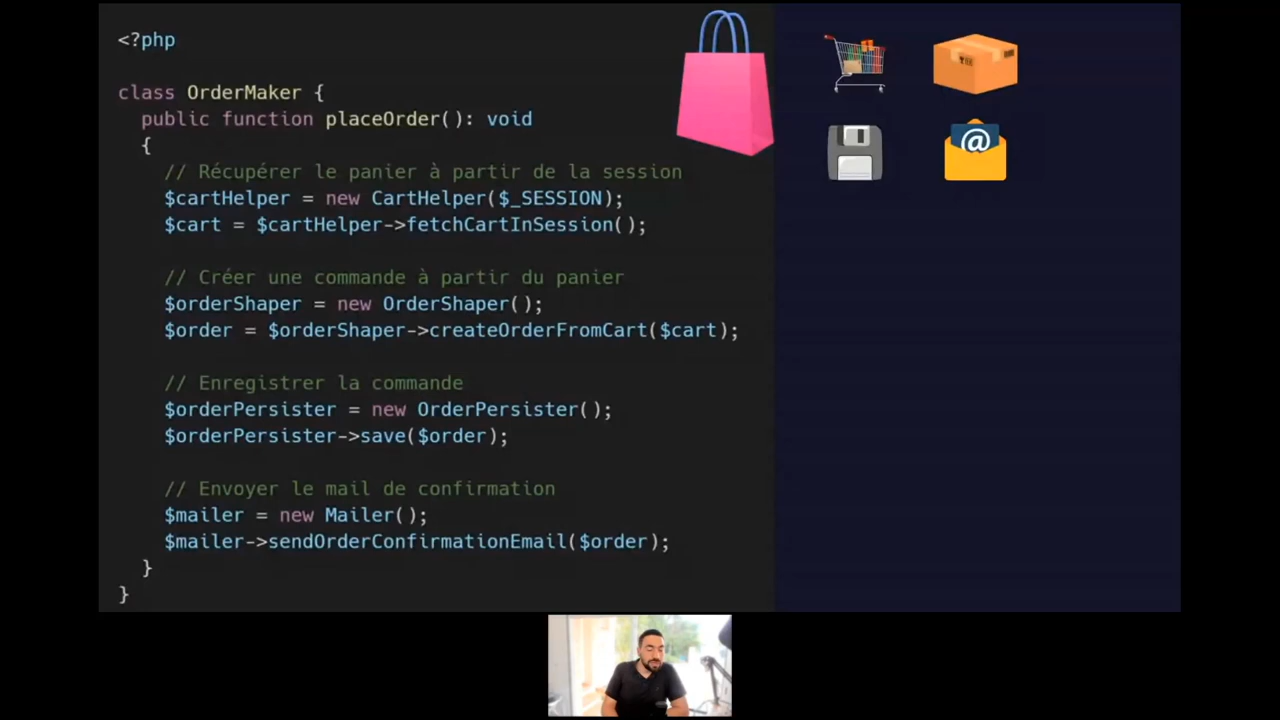 <?php
class OrderMaker {
public function placeOrder(): void
{
// Récupérer le panier à partir de la session
$cartHelper = new CartHelper($_SESSION);
$cart = $cartHelper->fetchCartInSession();
// Créer une commande à partir du panier
$orderShaper = new OrderShaper();
$order = $orderShaper->createOrderFromCart($cart);
// Enregistrer la commande
$orderPersister = new OrderPersister();
$orderPersister->save($order);
// Envoyer le mail de confirmation
$mailer = new Mailer();
$mailer->sendOrderConfirmationEmail($order);
}
}
@